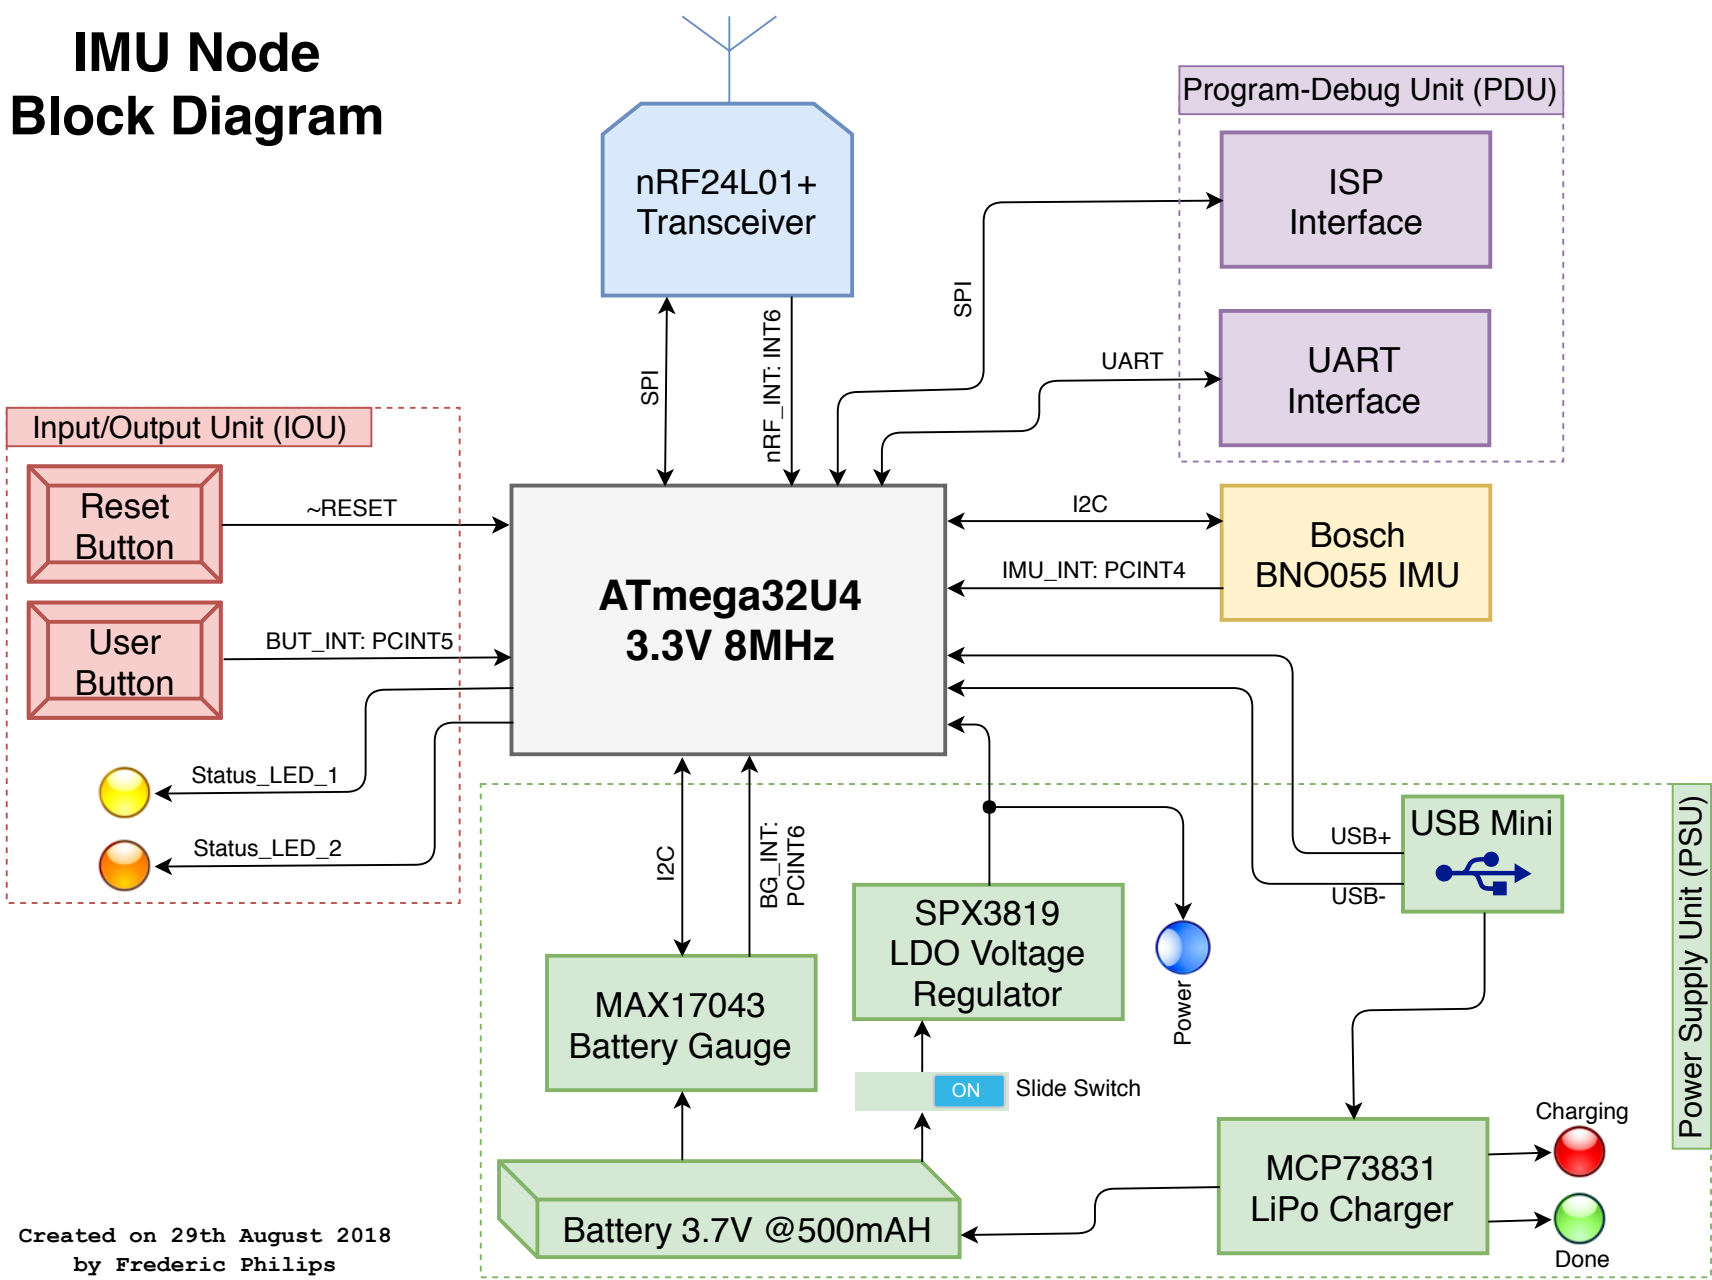 IMU Node
Block Diagram
nRF24L01+
Transceiver
Program-Debug Unit (PDU)
ISP
Interface
SPI
UART
UART
Interface
SPI
nRF_INT: INT6
Input/Output Unit (IOU)
Reset
Button
~RESET
User
Button
BUT_INT: PCINT5
Status_LED_1
Status_LED_2
ATmega32U4
3.3V 8MHz
I2C
IMU_INT: PCINT4
Bosch
BNO055 IMU
USB+
USB-
USB Mini
Power Supply Unit (PSU)
I2C
BG_INT:
PCINT6
SPX3819
LDO Voltage
Regulator
Power
MAX17043
Battery Gauge
ON
Slide Switch
Battery 3.7V @500mAH
MCP73831
LiPo Charger
Charging
Done
Created on 29th August 2018
by Frederic Philips